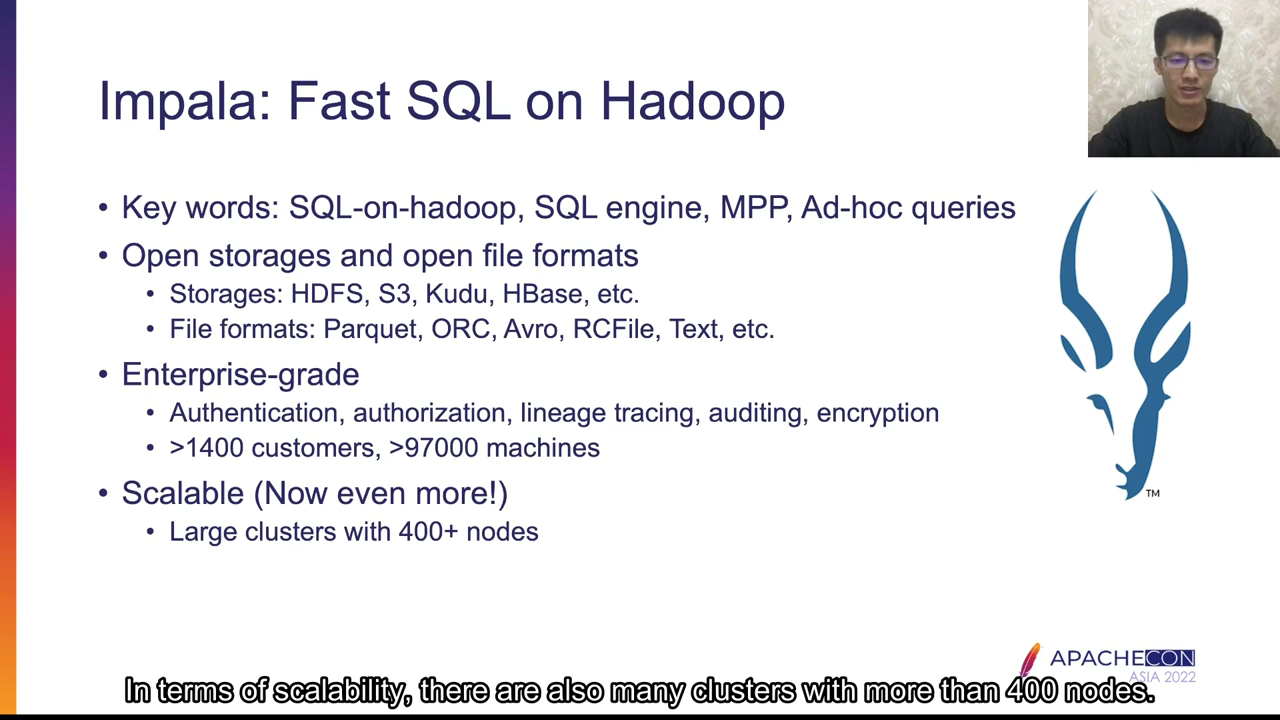 Impala: Fast SQL on Hadoop
• Key words: SQL-on-hadoop, SQL engine, MPP, Ad-hoc queries
• Open storages and open file formats
• Storages: HDFS, S3, Kudu, HBase, etc.
• File formats: Parquet, ORC, Avro, RCFile, Text, etc.
• Enterprise-grade
• Authentication, authorization, lineage tracing, auditing, encryption
• >1400 customers, >97000 machines
• Scalable (Now even more!)
• Large clusters with 400+ nodes
TM
APACHECON
ASIA 2022
In terms of scalability, there are also many clusters with more than 400 nodes.